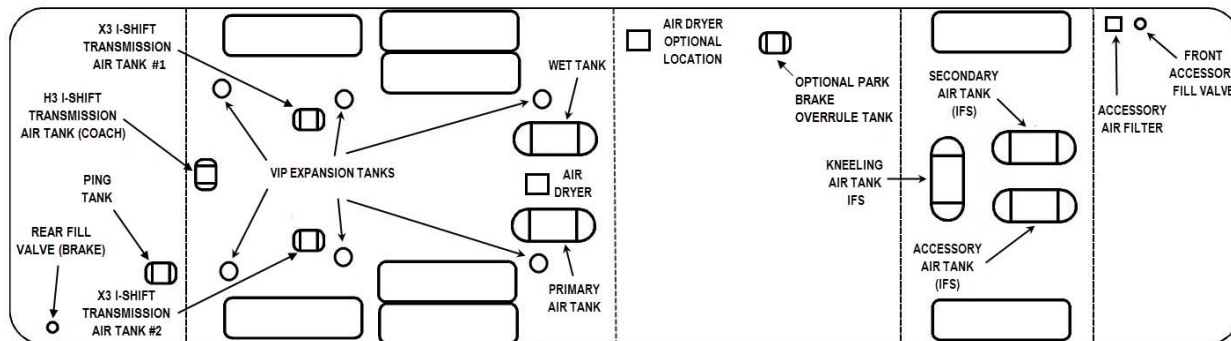 X3 I-SHIFT
TRANSMISSION
AIR TANK #1
H3 I-SHIFT
TRANSMISSION
AIR TANK (COACH)
PING
TANK
REAR FILL
VALVE (BRAKE)
X3 I-SHIFT
TRANSMISSION
AIR TANK #2
VIP EXPANSION TANKS
WET TANK
AIR
DRYER
PRIMARY
AIR TANK
AIR DRYER
OPTIONAL
LOCATION
OPTIONAL PARK
BRAKE
OVERRULE TANK
KNEELING
AIR TANK
IFS
SECONDARY
AIR TANK
(IFS)
ACCESSORY
AIR TANK
(IFS)
ACCESSORY
AIR FILTER
FRONT
ACCESSORY
FILL VALVE